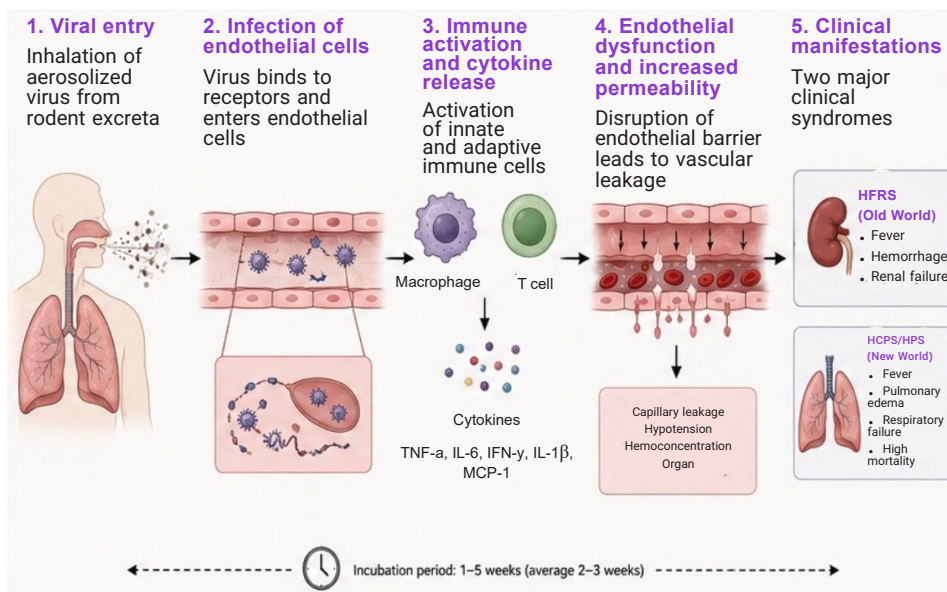 1. Viral entry
Inhalation of
aerosolized
virus from
rodent excreta
2. Infection of
endothelial cells
Virus binds to
receptors and
enters endothelial
cells
3. Immune
activation
and cytokine
release
Activation
of innate
and adaptive
immune cells
4. Endothelial
dysfunction
and increased
permeability
Disruption of
endothelial barrier
leads to vascular
leakage
5. Clinical
manifestations
Two major
clinical
syndromes
Macrophage
T cell
Cytokines
TNF-a, IL-6, IFN-y, IL-1β,
MCP-1
Capillary leakage
Hypotension
Hemoconcentration
Organ
HFRS
(Old World)
• Fever
• Hemorrhage
• Renal failure
HCPS/HPS
(New World)
• Fever
• Pulmonary
edema
• Respiratory
failure
• High
mortality
Incubation period: 1–5 weeks (average 2–3 weeks)